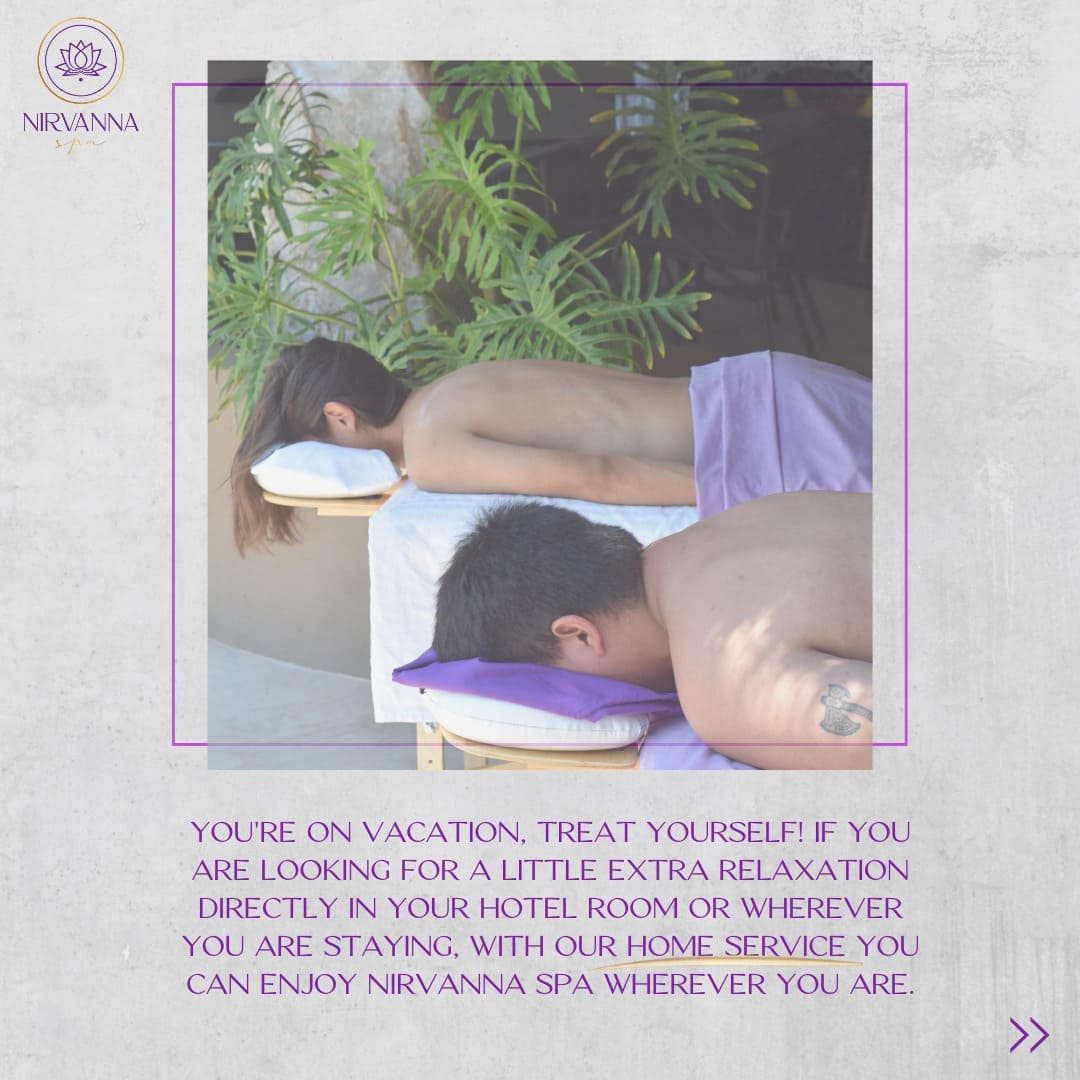 NIRVANNA
spa
YOU'RE ON VACATION, TREAT YOURSELF! IF YOU
ARE LOOKING FOR A LITTLE EXTRA RELAXATION
DIRECTLY IN YOUR HOTEL ROOM OR WHEREVER
YOU ARE STAYING, WITH OUR HOME SERVICE YOU
CAN ENJOY NIRVANNA SPA WHEREVER YOU ARE.